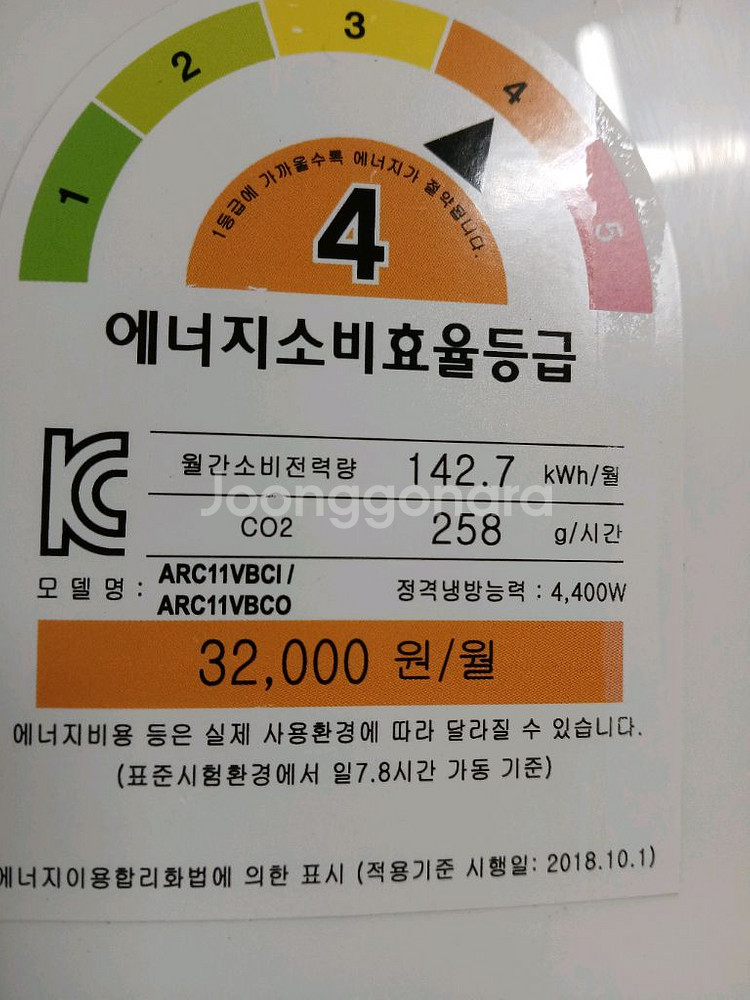 1
2
3
4
5
1등급에 가까울수록 에너지가 절약됩니다.
4
에너지소비효율등급
월간소비전력량 142.7 kWh/월
Joonggonara
CO2 258 g/시간
모델명 : ARC11VBCI / ARC11VBCO
정격냉방능력 : 4,400W
32,000 원/월
에너지비용 등은 실제 사용환경에 따라 달라질 수 있습니다.
(표준시험환경에서 일7.8시간 가동 기준)
에너지이용합리화법에 의한 표시 (적용기준 시행일: 2018.10.1)